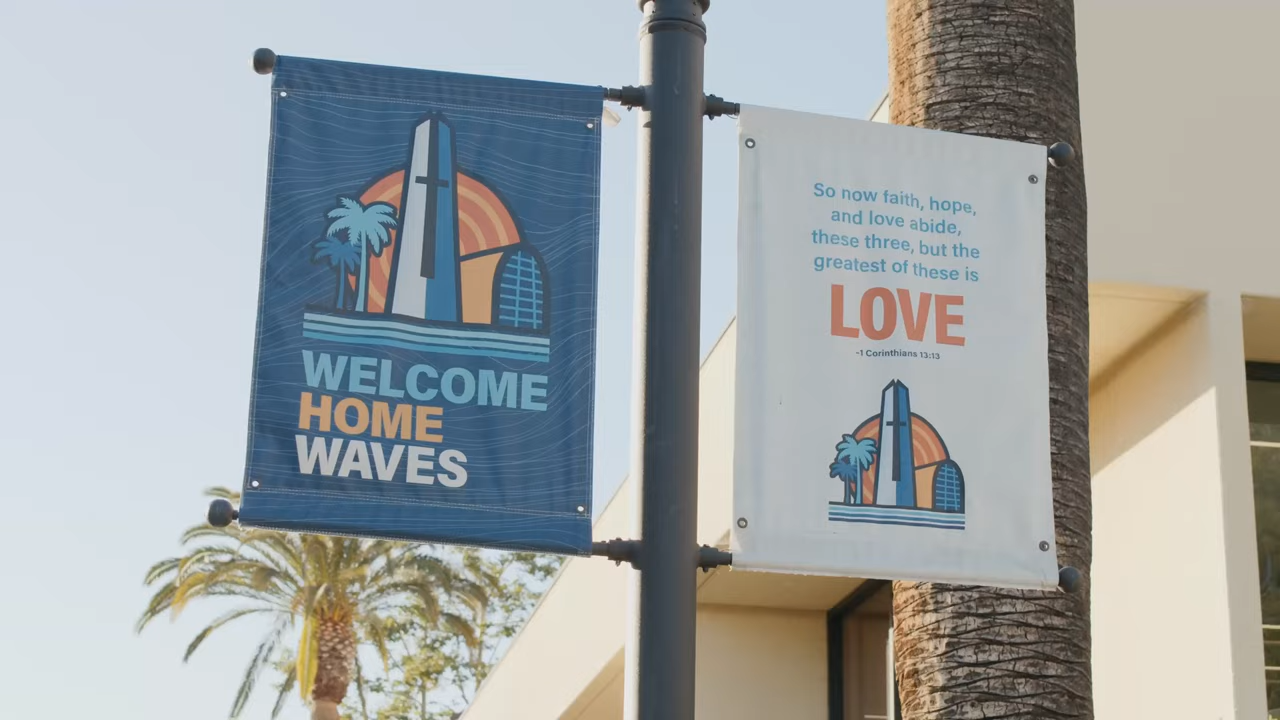 WELCOME
HOME
WAVES
So now faith, hope,
and love abide,
these three, but the
greatest of these is
LOVE
-1 Corinthians 13:13